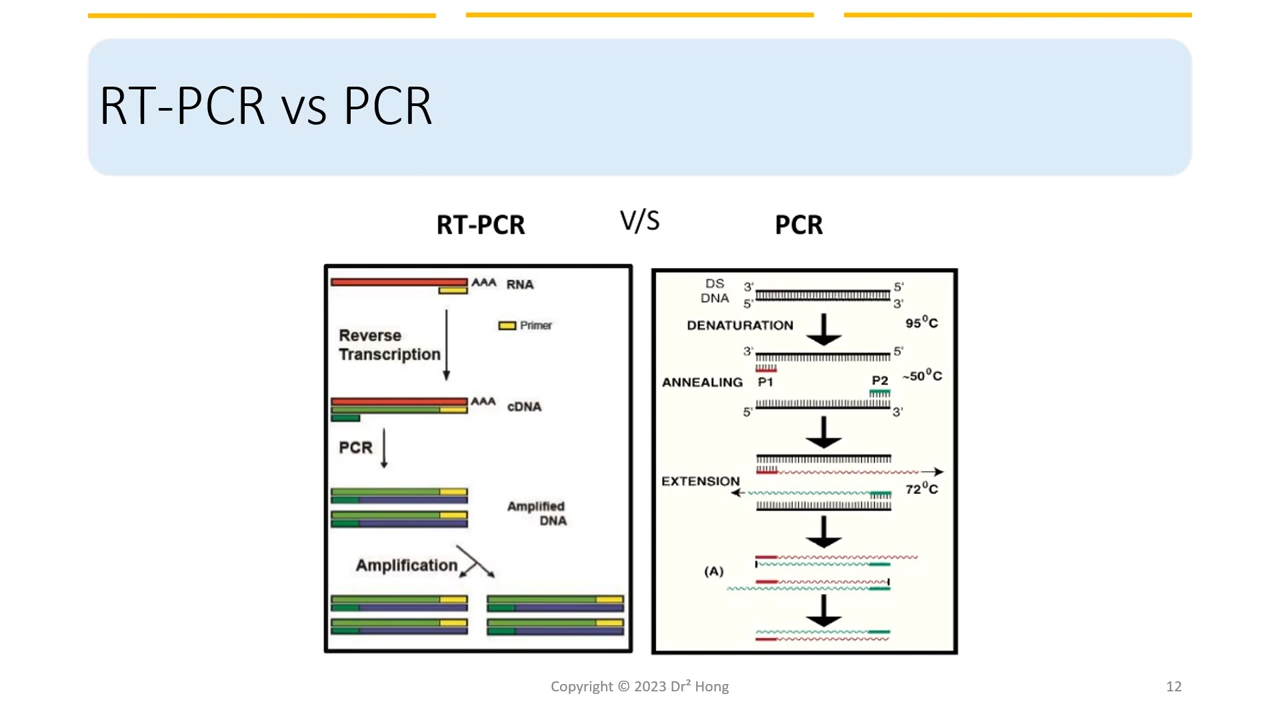 RT-PCR vs PCR
RT-PCR V/S PCR
AAA RNA
Primer
Reverse
Transcription
AAA cDNA
PCR
Amplified
DNA
Amplification
DS 3' 5'
DNA 5' 3'
DENATURATION 95⁰C
3' 5'
ANNEALING P1 P2 ~50⁰C
5' 3'
EXTENSION 72⁰C
(A)
Copyright © 2023 Dr² Hong 12